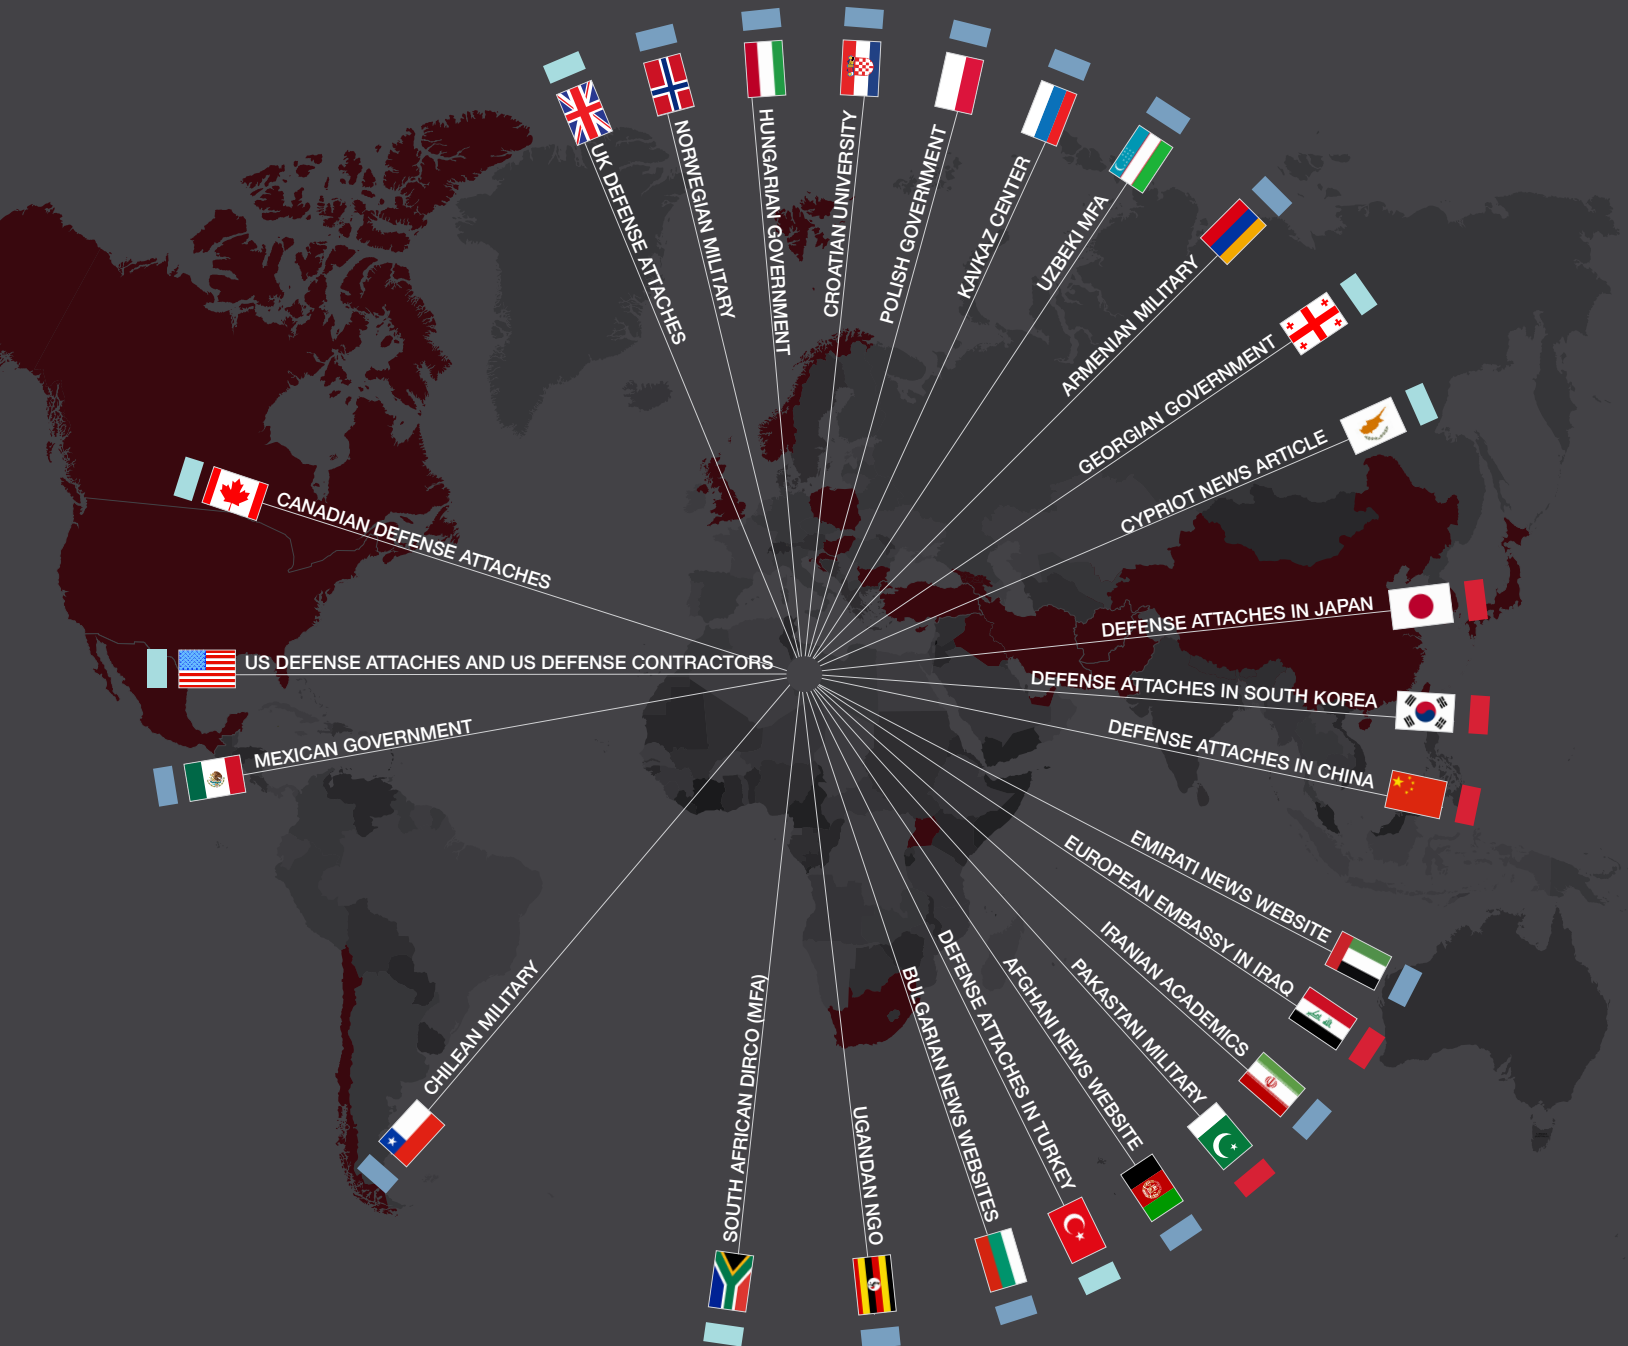 UK DEFENSE ATTACHES
NORWEGIAN MILITARY
HUNGARIAN GOVERNMENT
CROATIAN UNIVERSITY
POLISH GOVERNMENT
KAVKAZ CENTER
UZBEKI MFA
ARMENIAN MILITARY
GEORGIAN GOVERNMENT
CYPRIOT NEWS ARTICLE
DEFENSE ATTACHES IN JAPAN
DEFENSE ATTACHES IN SOUTH KOREA
DEFENSE ATTACHES IN CHINA
EMIRATI NEWS WEBSITE
EUROPEAN EMBASSY IN IRAQ
IRANIAN ACADEMICS
PAKASTANI MILITARY
AFGHANI NEWS WEBSITE
DEFENSE ATTACHES IN TURKEY
BULGARIAN NEWS WEBSITES
UGANDAN NGO
SOUTH AFRICAN DIRCO (MFA)
CHILEAN MILITARY
MEXICAN GOVERNMENT
US DEFENSE ATTACHES AND US DEFENSE CONTRACTORS
CANADIAN DEFENSE ATTACHES